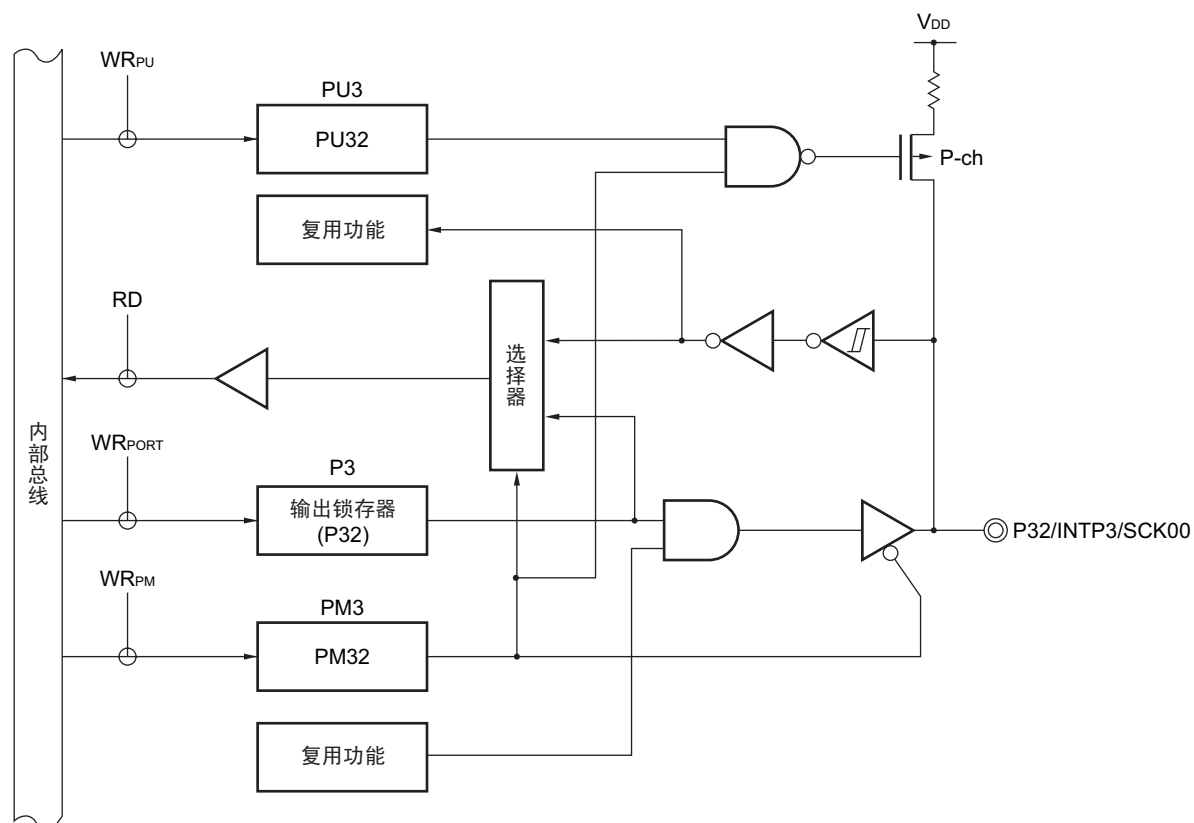 VDD
WRPU
PU3
PU32
P-ch
复用功能
RD
选择器
内部总线
WRPORT
P3
输出锁存器
(P32)
P32/INTP3/SCK00
WRPM
PM3
PM32
复用功能